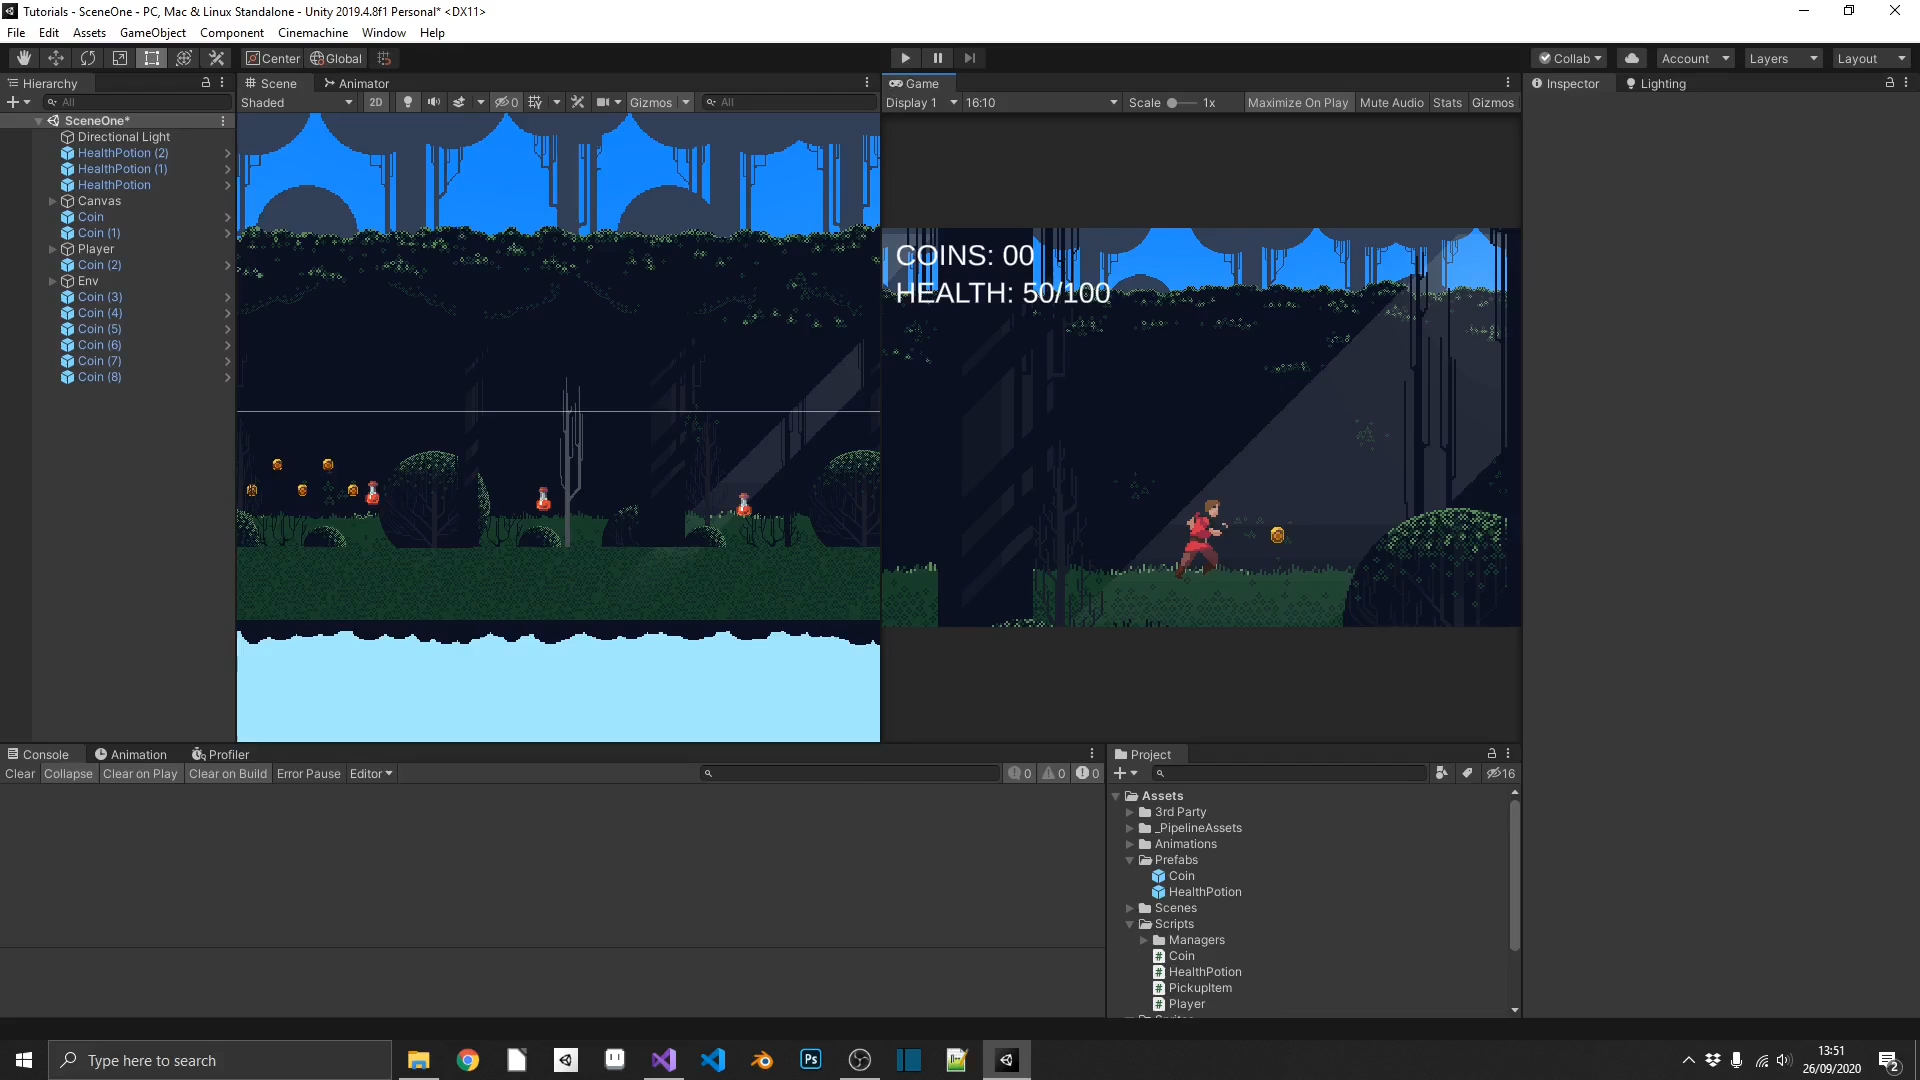 Tutorials - SceneOne - PC, Mac & Linux Standalone - Unity 2019.4.8f1 Personal* <DX11>
File Edit Assets GameObject Component Cinemachine Window Help
Center Global
Collab Account Layers Layout
Hierarchy
All
SceneOne*
Directional Light
HealthPotion (2)
HealthPotion (1)
HealthPotion
Canvas
Coin
Coin (1)
Player
Coin (2)
Env
Coin (3)
Coin (4)
Coin (5)
Coin (6)
Coin (7)
Coin (8)
Scene Animator
Shaded 2D 0 Gizmos All
Game
Display 1 16:10 Scale 1x Maximize On Play Mute Audio Stats Gizmos
COINS: 00
HEALTH: 50/100
Inspector Lighting
Console Animation Profiler
Clear Collapse Clear on Play Clear on Build Error Pause Editor 0 0 0
Project
16
Assets
3rd Party
_PipelineAssets
Animations
Prefabs
Coin
HealthPotion
Scenes
Scripts
Managers
Coin
HealthPotion
PickupItem
Player
Type here to search
Ps
13:51
26/09/2020
2